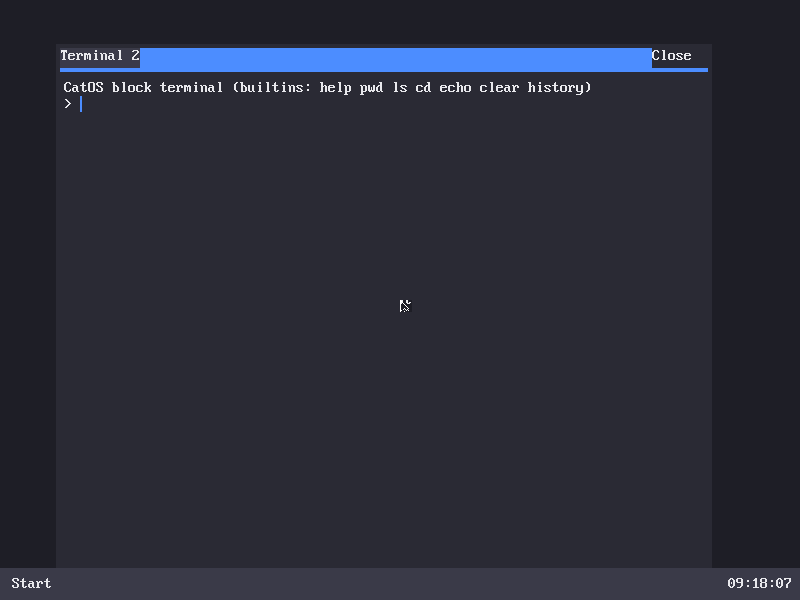 Terminal 2 Close
CatOS block terminal (builtins: help pwd ls cd echo clear history)
>
Start 09:18:07